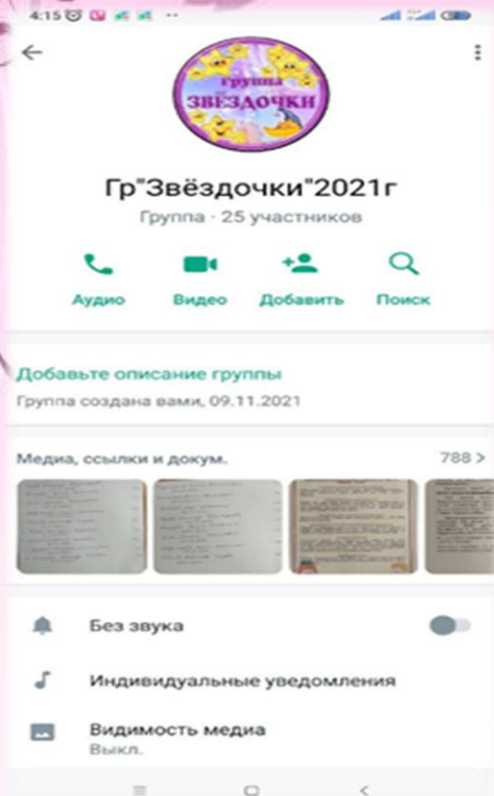 4:15
группа
ЗВЁЗДОЧКИ
Гр"Звёздочки"2021г
Группа · 25 участников
Аудио Видео Добавить Поиск
Добавьте описание группы
Группа создана вами, 09.11.2021
Медиа, ссылки и докум. 788 >
Без звука
Индивидуальные уведомления
Видимость медиа
Выкл.